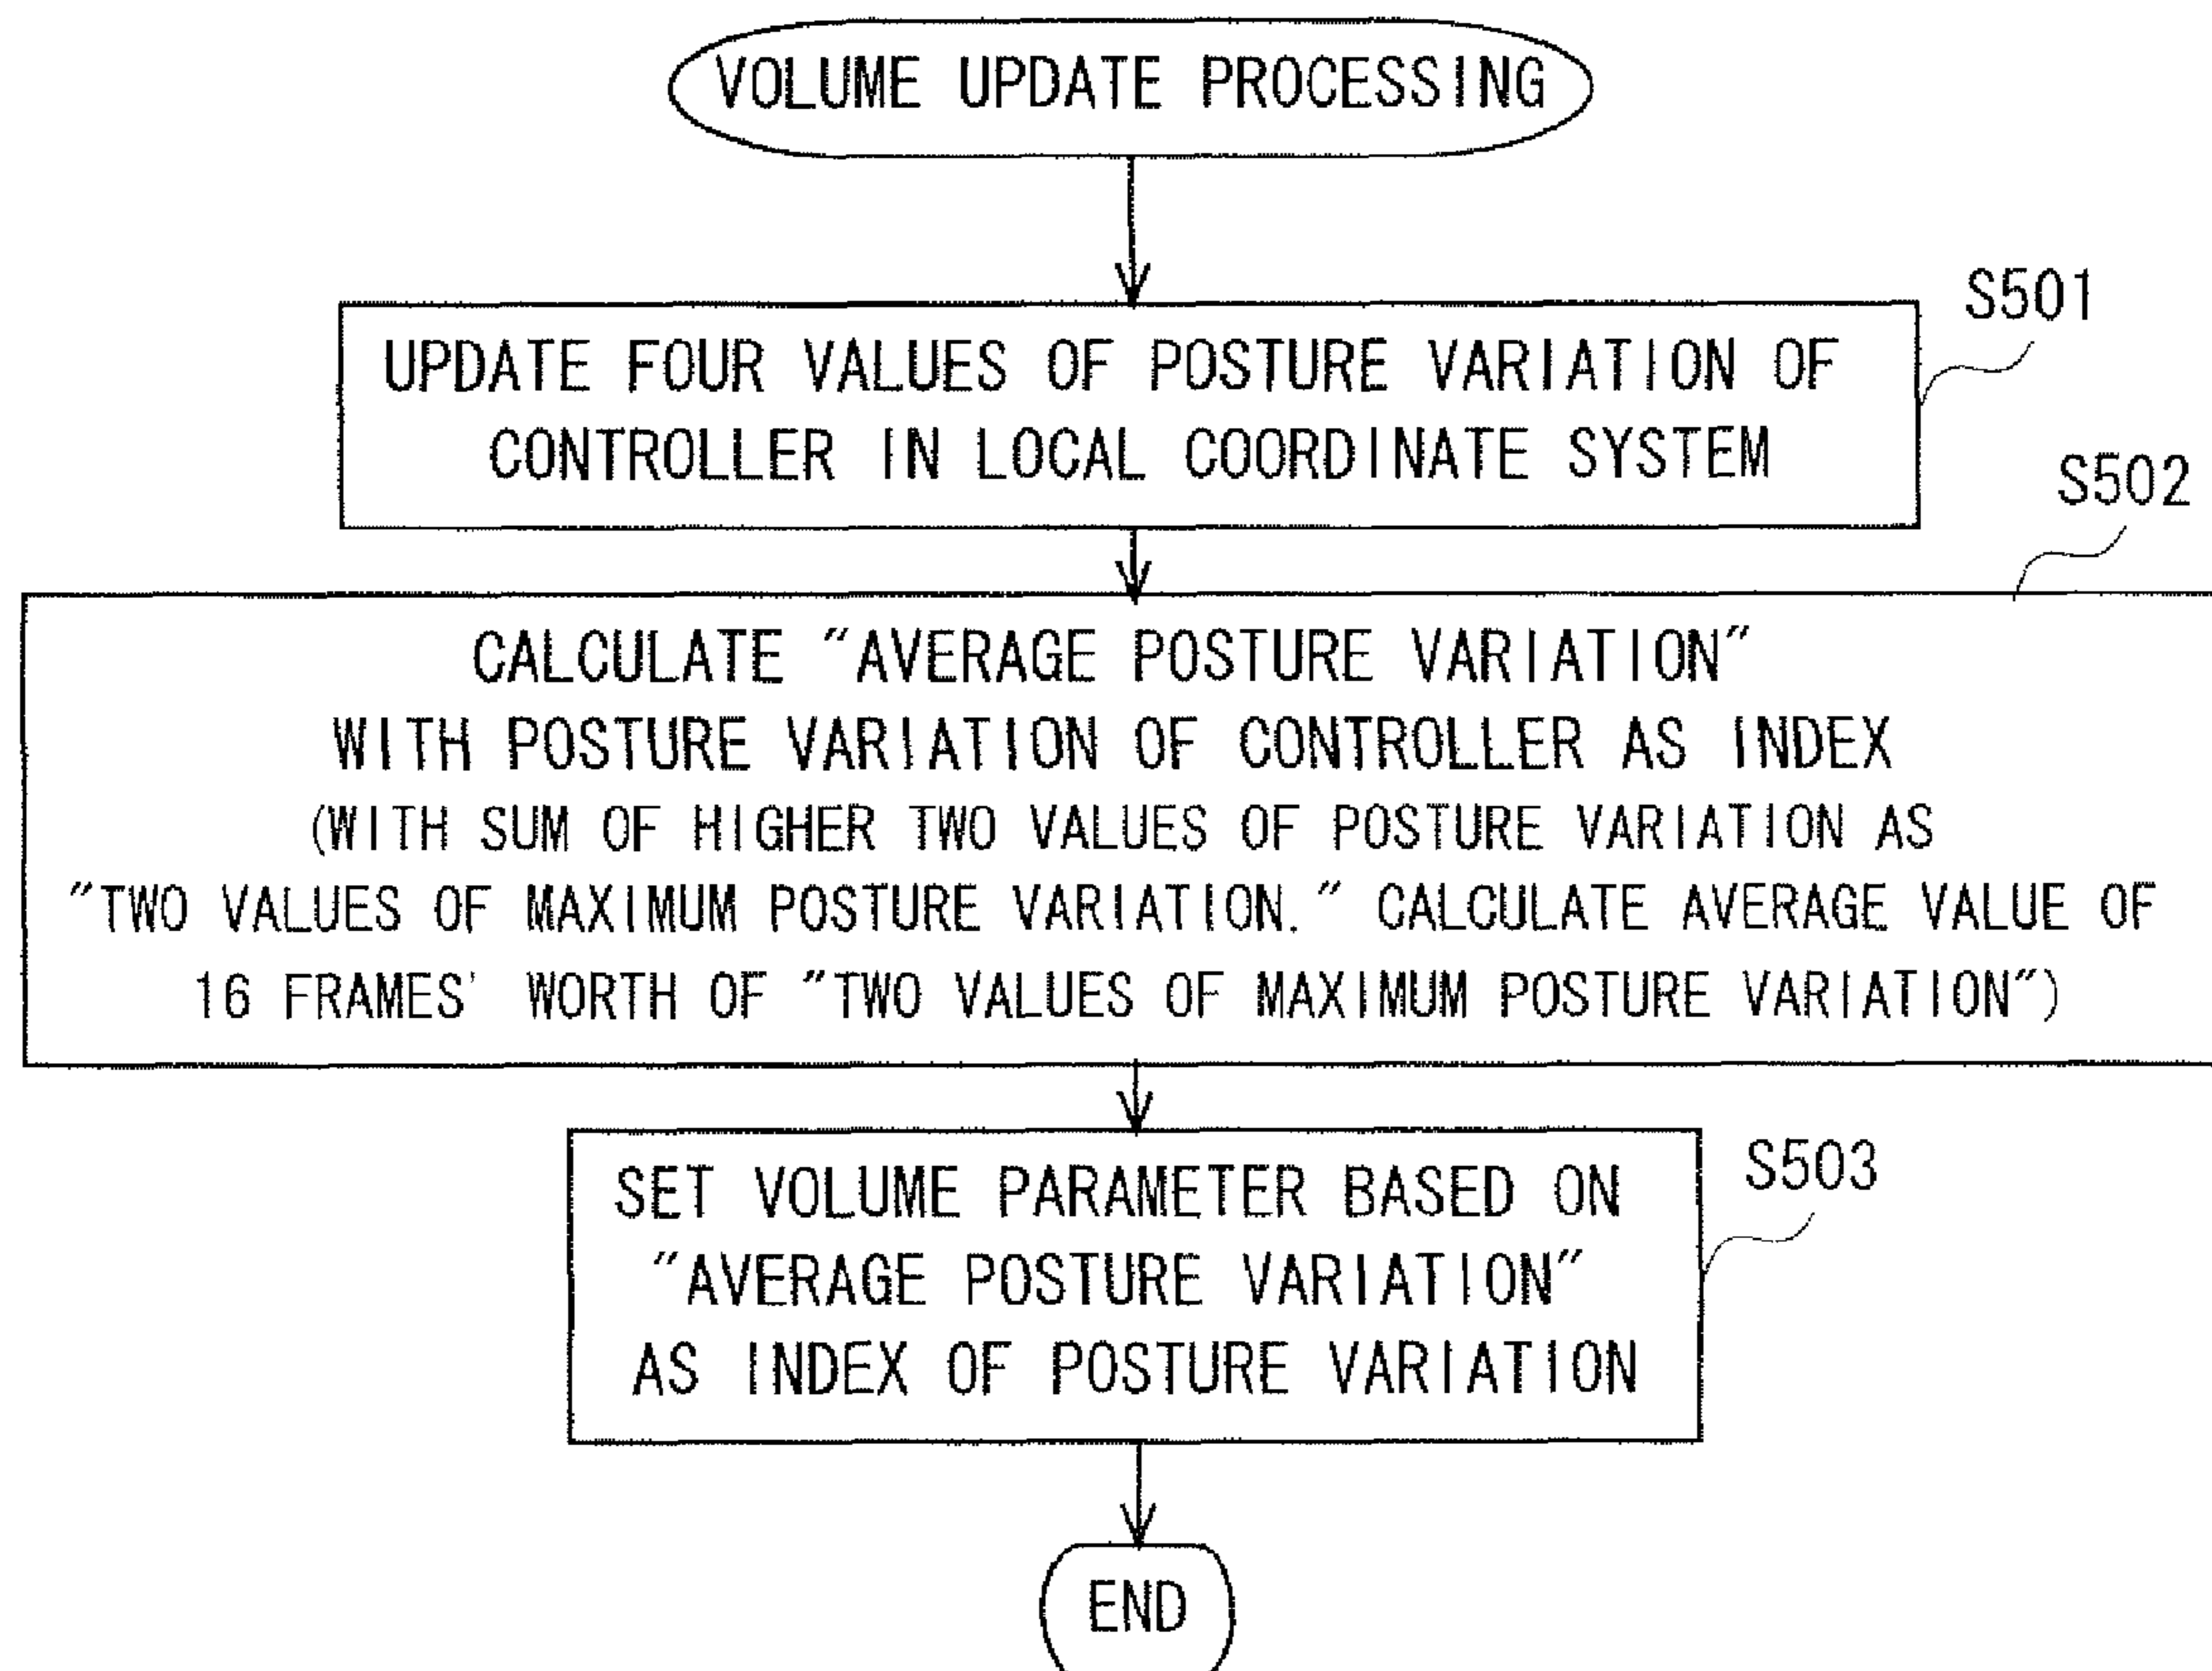 VOLUME UPDATE PROCESSING
S501
UPDATE FOUR VALUES OF POSTURE VARIATION OF
CONTROLLER IN LOCAL COORDINATE SYSTEM
S502
CALCULATE "AVERAGE POSTURE VARIATION"
WITH POSTURE VARIATION OF CONTROLLER AS INDEX
(WITH SUM OF HIGHER TWO VALUES OF POSTURE VARIATION AS
"TWO VALUES OF MAXIMUM POSTURE VARIATION." CALCULATE AVERAGE VALUE OF
16 FRAMES' WORTH OF "TWO VALUES OF MAXIMUM POSTURE VARIATION")
S503
SET VOLUME PARAMETER BASED ON
"AVERAGE POSTURE VARIATION"
AS INDEX OF POSTURE VARIATION
END